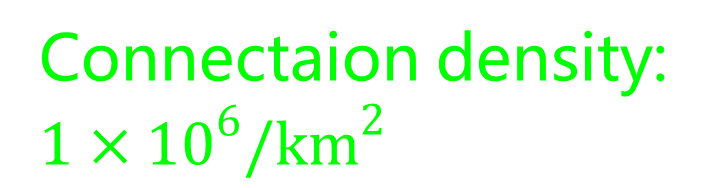 Connectaion density:
1 × 10⁶/km²